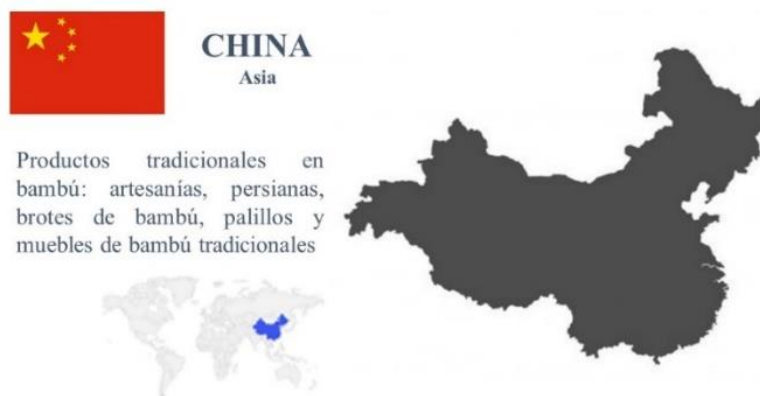 CHINA
Asia
Productos tradicionales en
bambú: artesanías, persianas,
brotes de bambú, palillos y
muebles de bambú tradicionales